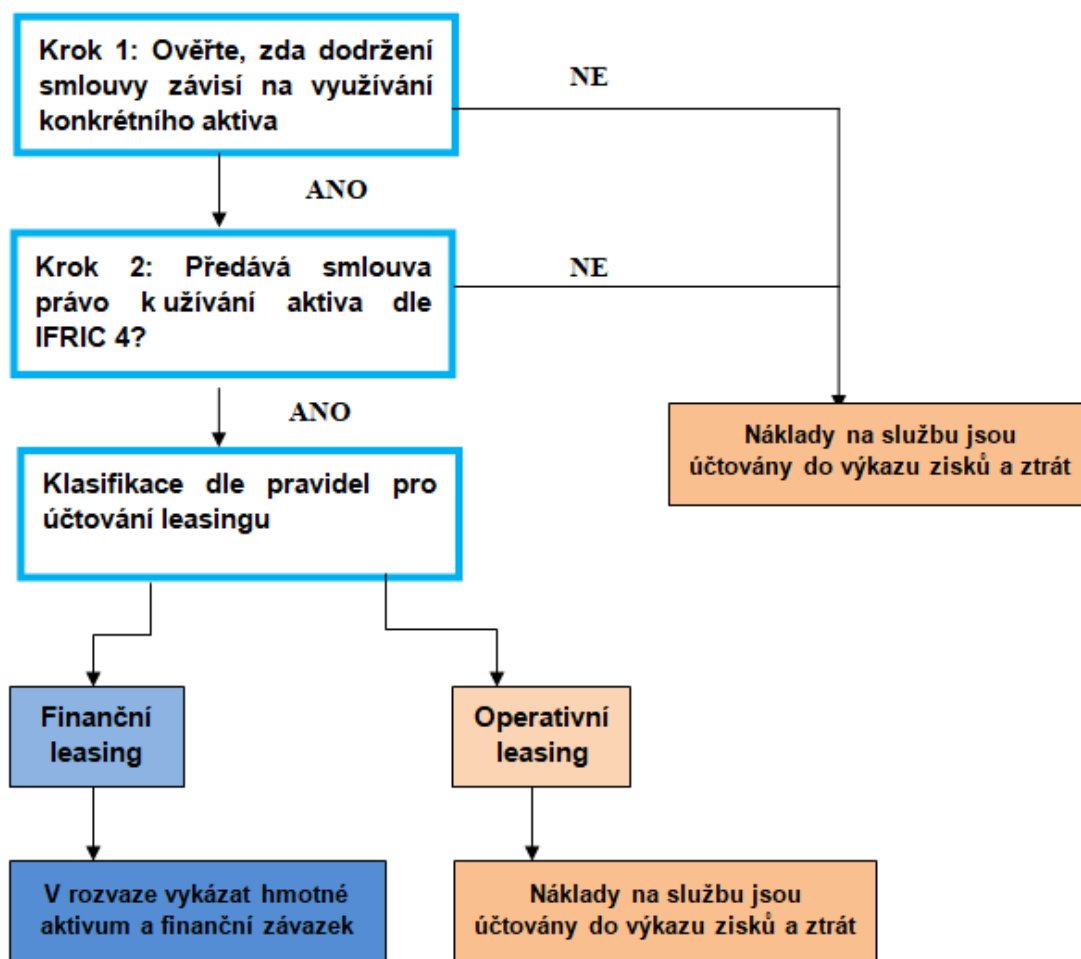 Krok 1: Ověřte, zda dodržení
smlouvy závisí na využívání
konkrétního aktiva
NE
ANO
Krok 2: Předává smlouva
právo k užívání aktiva dle
IFRIC 4?
NE
ANO
Náklady na službu jsou
účtovány do výkazu zisků a ztrát
Klasifikace dle pravidel pro
účtování leasingu
Finanční
leasing
Operativní
leasing
V rozvaze vykázat hmotné
aktivum a finanční závazek
Náklady na službu jsou
účtovány do výkazu zisků a ztrát